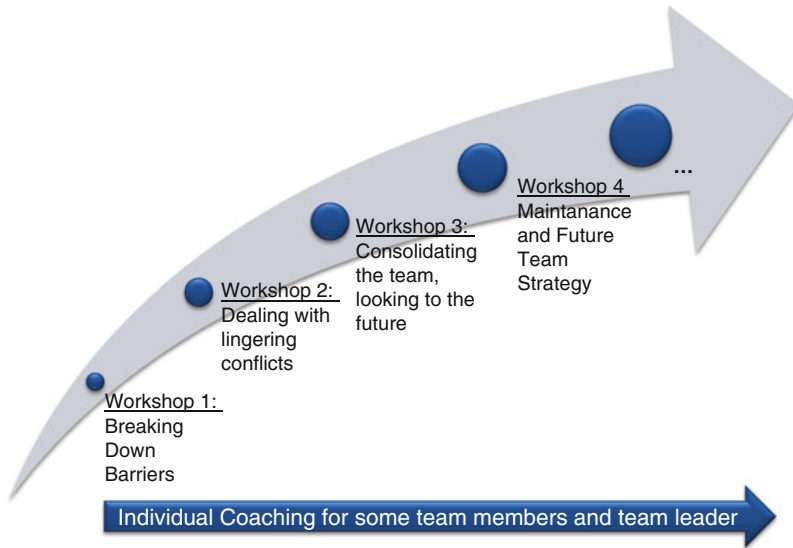 Workshop 1:
Breaking
Down
Barriers
Workshop 2:
Dealing with
lingering
conflicts
Workshop 3:
Consolidating
the team,
looking to the
future
Workshop 4
Maintanance
and Future
Team
Strategy
...
Individual Coaching for some team members and team leader